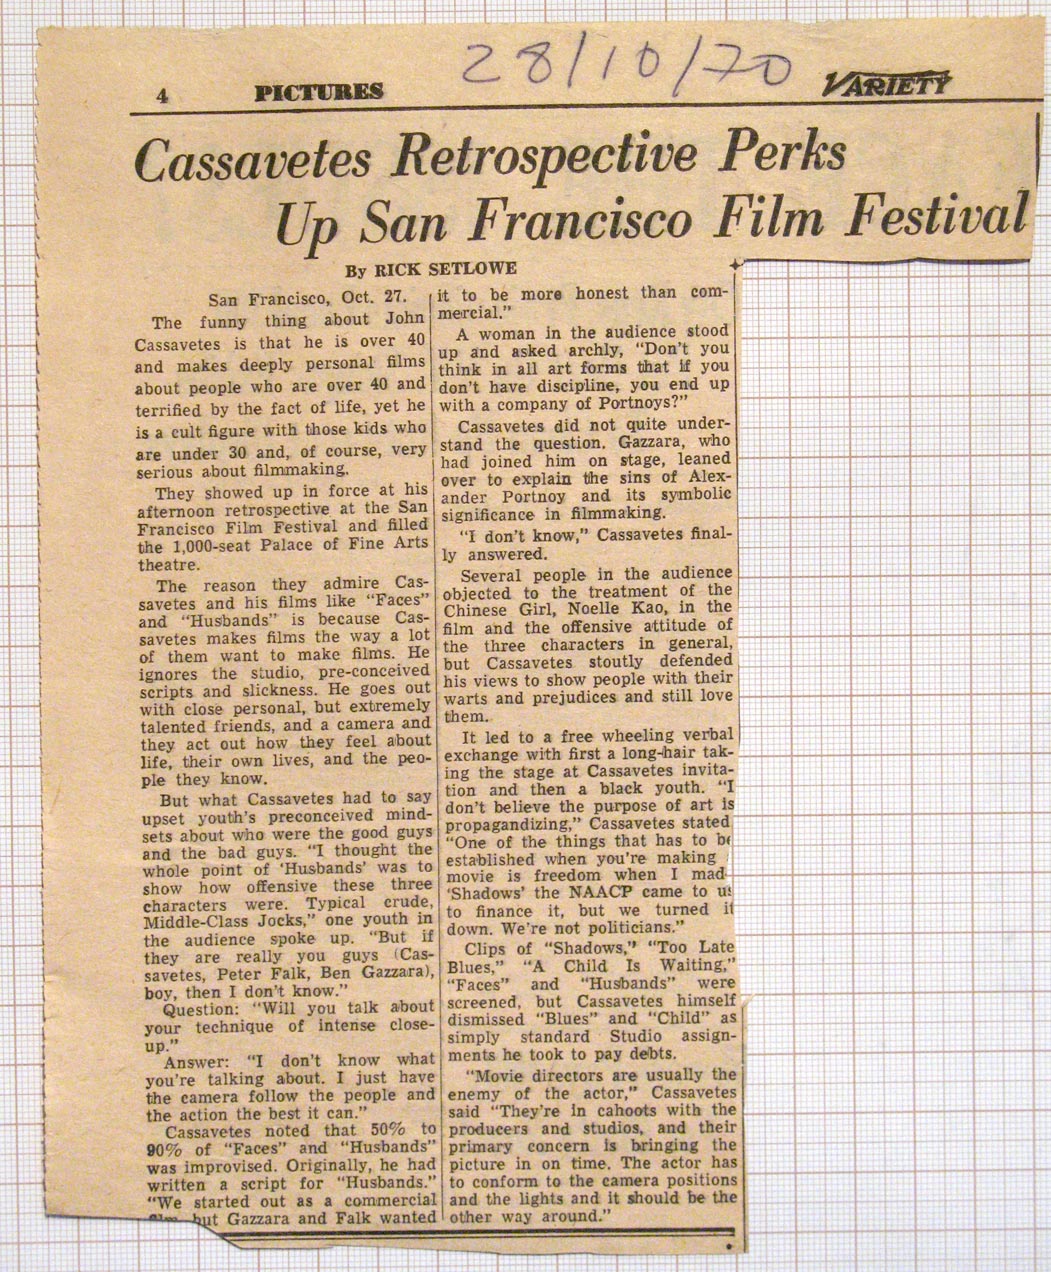 28/10/70
4 PICTURES VARIETY
Cassavetes Retrospective Perks
Up San Francisco Film Festival
By RICK SETLOWE
San Francisco, Oct. 27.
The funny thing about John
Cassavetes is that he is over 40
and makes deeply personal films
about people who are over 40 and
terrified by the fact of life, yet he
is a cult figure with those kids who
are under 30 and, of course, very
serious about filmmaking.
They showed up in force at his
afternoon retrospective at the San
Francisco Film Festival and filled
the 1,000-seat Palace of Fine Arts
theatre.
The reason they admire Cas-
savetes and his films like "Faces"
and "Husbands" is because Cas-
savetes makes films the way a lot
of them want to make films. He
ignores the studio, pre-conceived
scripts and slickness. He goes out
with close personal, but extremely
talented friends, and a camera and
they act out how they feel about
life, their own lives, and the peo-
ple they know.
But what Cassavetes had to say
upset youth's preconceived mind-
sets about who were the good guys
and the bad guys. "I thought the
whole point of 'Husbands' was to
show how offensive these three
characters were. Typical crude,
Middle-Class Jocks," one youth in
the audience spoke up. "But if
they are really you guys (Cas-
savetes, Peter Falk, Ben Gazzara),
boy, then I don't know."
Question: "Will you talk about
your technique of intense close-
up."
Answer: "I don't know what
you're talking about. I just have
the camera follow the people and
the action the best it can."
Cassavetes noted that 50% to
90% of "Faces" and "Husbands"
was improvised. Originally, he had
written a script for "Husbands."
"We started out as a commercial
film, but Gazzara and Falk wanted
it to be more honest than com-
mercial."
A woman in the audience stood
up and asked archly, "Don't you
think in all art forms that if you
don't have discipline, you end up
with a company of Portnoys?"
Cassavetes did not quite under-
stand the question. Gazzara, who
had joined him on stage, leaned
over to explain the sins of Alex-
ander Portnoy and its symbolic
significance in filmmaking.
"I don't know," Cassavetes final-
ly answered.
Several people in the audience
objected to the treatment of the
Chinese Girl, Noelle Kao, in the
film and the offensive attitude of
the three characters in general,
but Cassavetes stoutly defended
his views to show people with their
warts and prejudices and still love
them.
It led to a free wheeling verbal
exchange with first a long-hair tak-
ing the stage at Cassavetes invita-
tion and then a black youth. "I
don't believe the purpose of art is
propagandizing," Cassavetes stated
"One of the things that has to be
established when you're making
movie is freedom when I mad
'Shadows' the NAACP came to us
to finance it, but we turned it
down. We're not politicians."
Clips of "Shadows," "Too Late
Blues," "A Child Is Waiting,"
"Faces" and "Husbands" were
screened, but Cassavetes himself
dismissed "Blues" and "Child" as
simply standard Studio assign-
ments he took to pay debts.
"Movie directors are usually the
enemy of the actor," Cassavetes
said "They're in cahoots with the
producers and studios, and their
primary concern is bringing the
picture in on time. The actor has
to conform to the camera positions
and the lights and it should be the
other way around."